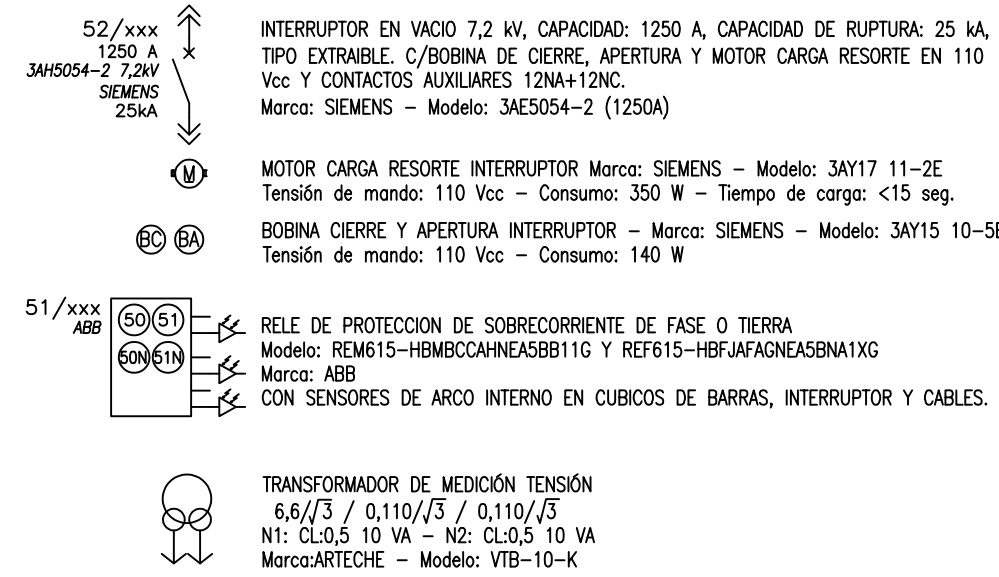 52/xxx
1250 A
3AH5054-2 7,2kV
SIEMENS
25kA
INTERRUPTOR EN VACIO 7,2 kV, CAPACIDAD: 1250 A, CAPACIDAD DE RUPTURA: 25 kA,
TIPO EXTRAIBLE. C/BOBINA DE CIERRE, APERTURA Y MOTOR CARGA RESORTE EN 110
Vcc Y CONTACTOS AUXILIARES 12NA+12NC.
Marca: SIEMENS – Modelo: 3AE5054-2 (1250A)
M
MOTOR CARGA RESORTE INTERRUPTOR Marca: SIEMENS – Modelo: 3AY17 11-2E
Tensión de mando: 110 Vcc – Consumo: 350 W – Tiempo de carga: <15 seg.
BC BA
BOBINA CIERRE Y APERTURA INTERRUPTOR – Marca: SIEMENS – Modelo: 3AY15 10-5E
Tensión de mando: 110 Vcc – Consumo: 140 W
51/xxx
ABB
50 51
50N 51N
RELE DE PROTECCION DE SOBRECORRIENTE DE FASE O TIERRA
Modelo: REM615-HBMBCCAHNEA5BB11G Y REF615-HBFJAFAGNEA5BNA1XG
Marca: ABB
CON SENSORES DE ARCO INTERNO EN CUBICOS DE BARRAS, INTERRUPTOR Y CABLES.
TRANSFORMADOR DE MEDICIÓN TENSIÓN
6,6/√3 / 0,110/√3 / 0,110/√3
N1: CL:0,5 10 VA – N2: CL:0,5 10 VA
Marca:ARTECHE – Modelo: VTB-10-K